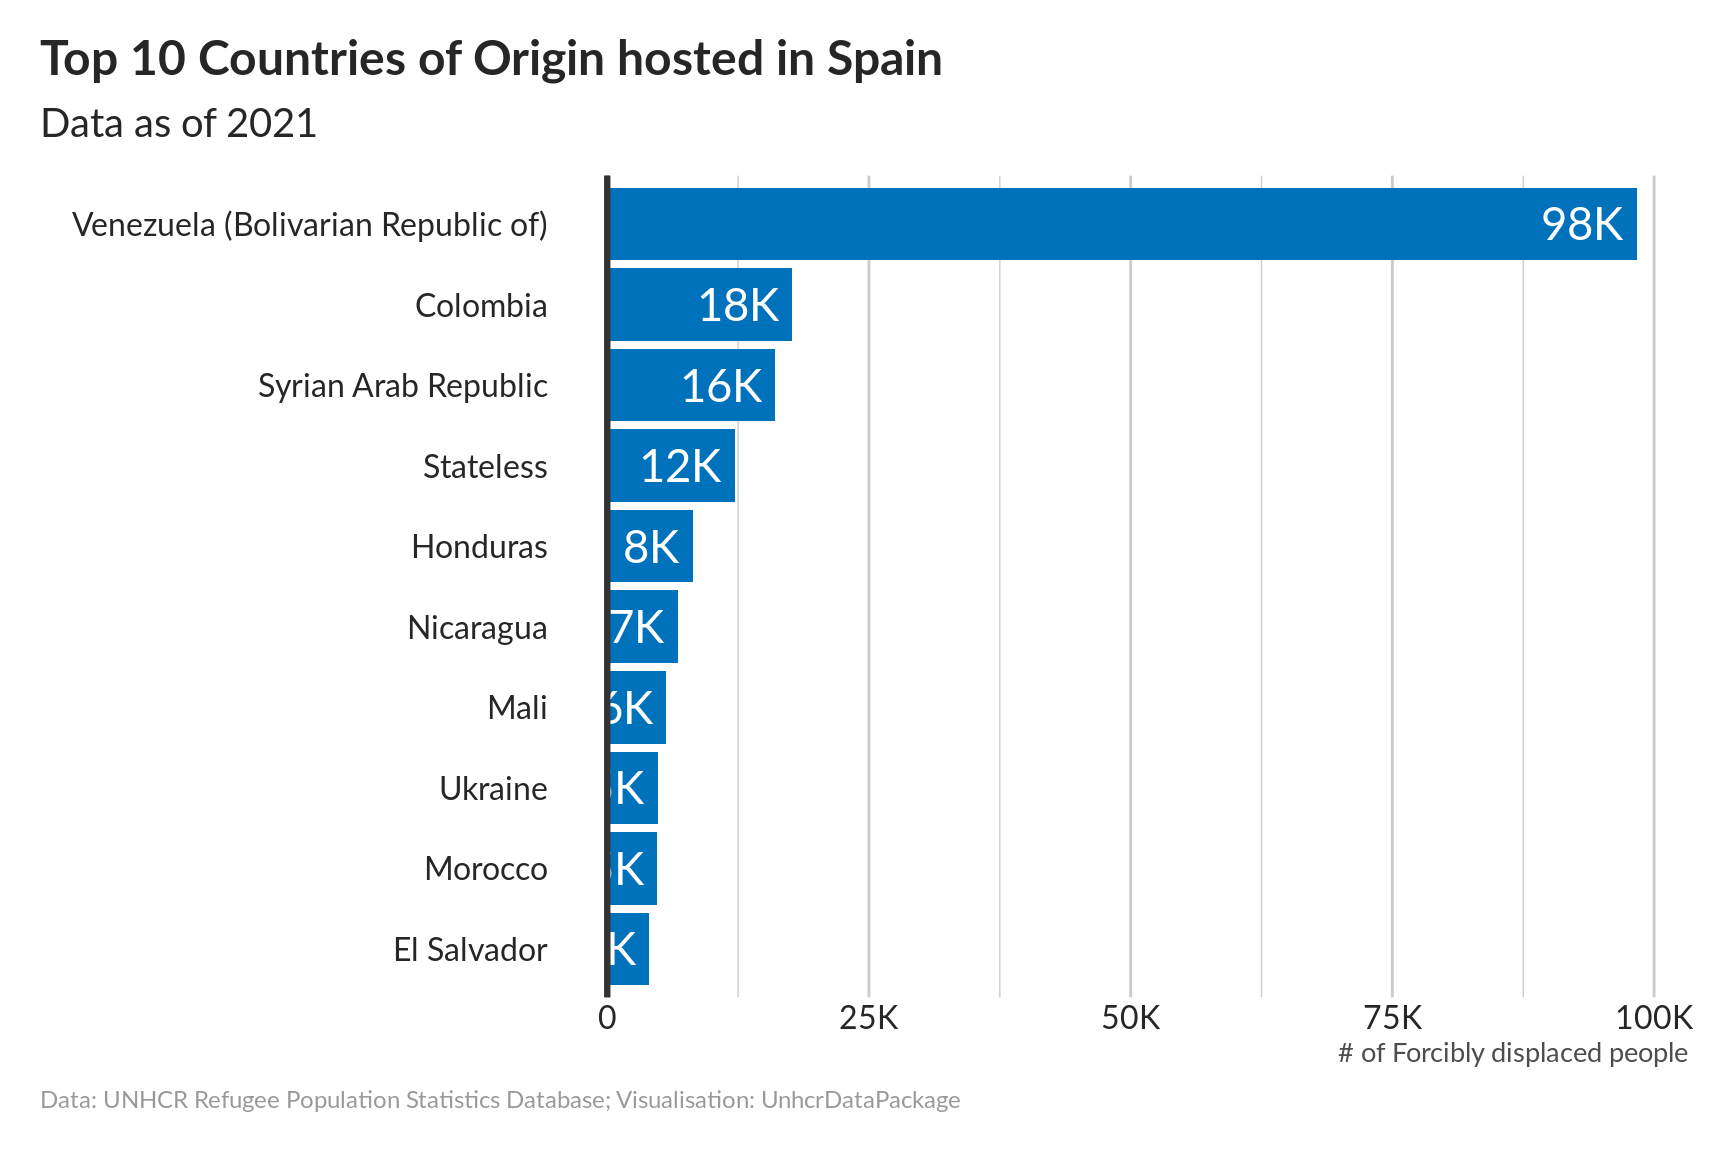 Top 10 Countries of Origin hosted in Spain
Data as of 2021
Venezuela (Bolivarian Republic of) 98K
Colombia 18K
Syrian Arab Republic 16K
Stateless 12K
Honduras 8K
Nicaragua 7K
Mali 6K
Ukraine K
Morocco K
El Salvador K
0 25K 50K 75K 100K
# of Forcibly displaced people
Data: UNHCR Refugee Population Statistics Database; Visualisation: UnhcrDataPackage